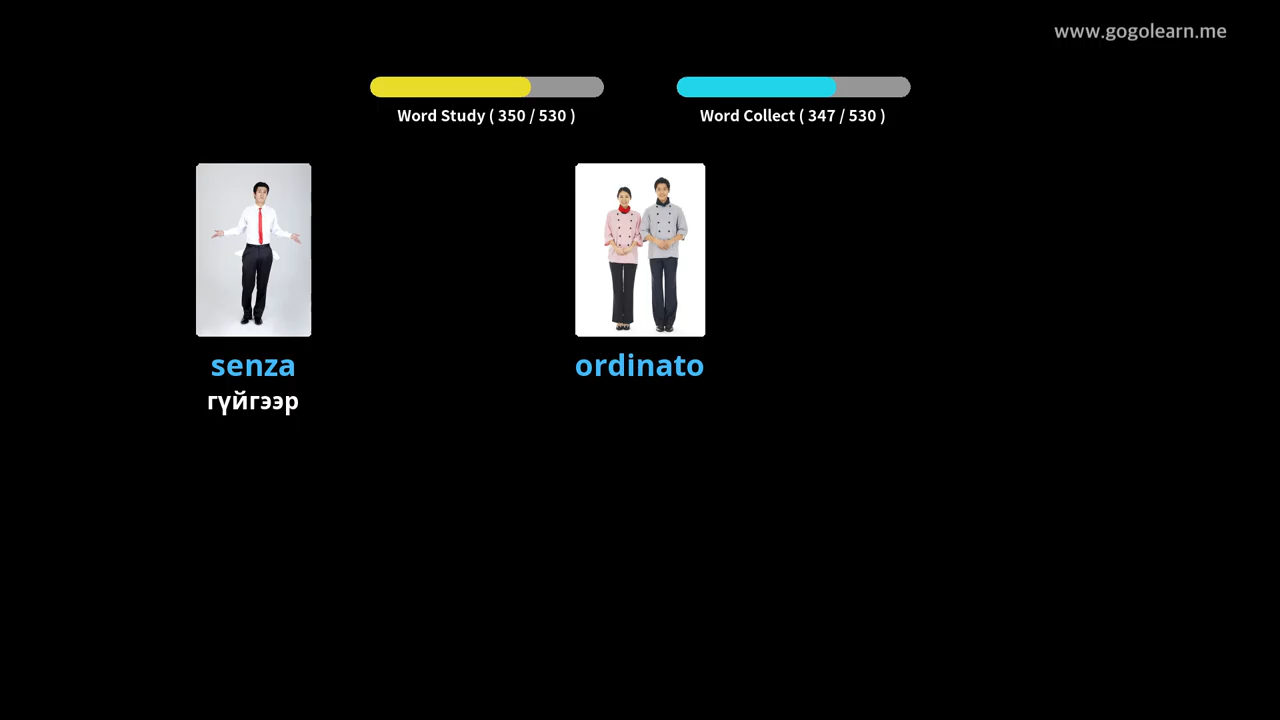 www.gogolearn.me
Word Study ( 350 / 530 )
Word Collect ( 347 / 530 )
senza
гүйгээр
ordinato